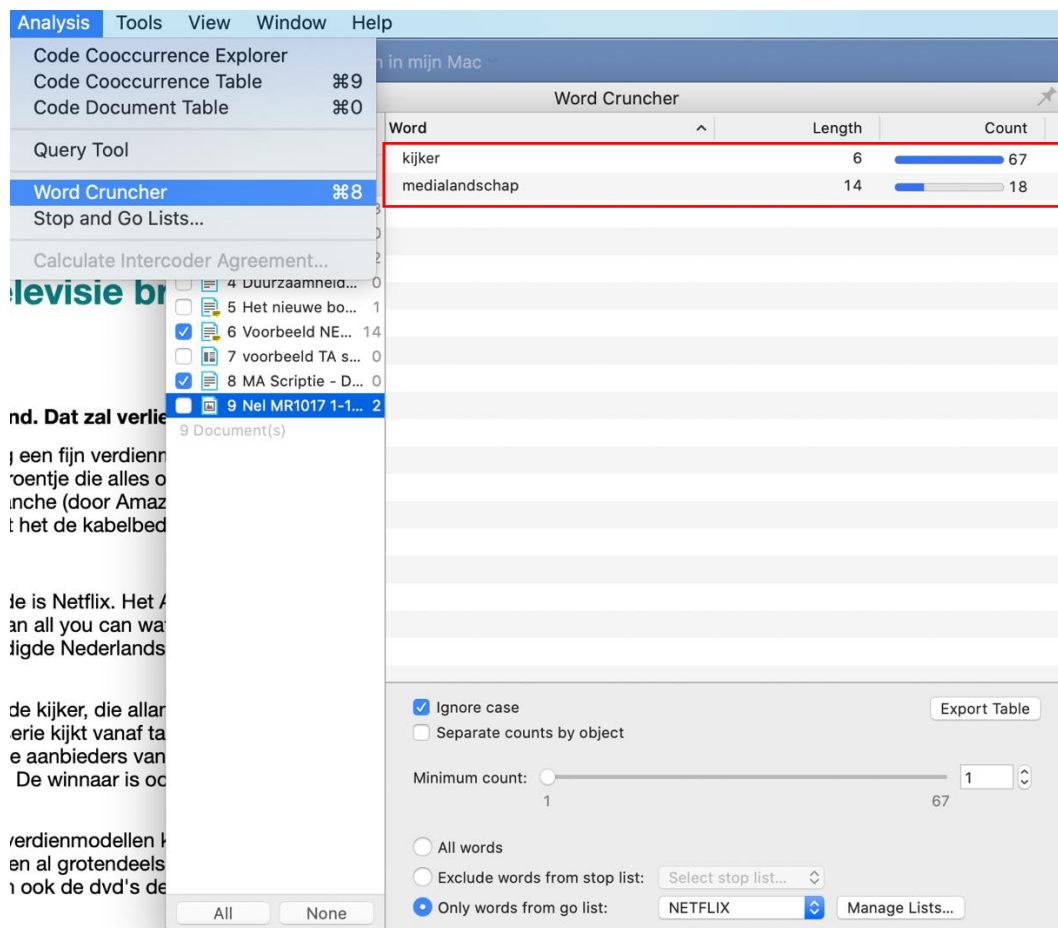 Analysis Tools View Window Help
Code Cooccurrence Explorer
Code Cooccurrence Table ⌘9
Code Document Table ⌘0
Query Tool
Word Cruncher ⌘8
Stop and Go Lists...
Calculate Intercoder Agreement...
in mijn Mac
Word Cruncher
Word Length Count
kijker 6 67
medialandschap 14 18
levisie br
4 Duurzaamheid... 0
5 Het nieuwe bo... 1
6 Voorbeeld NE... 14
7 voorbeeld TA s... 0
8 MA Scriptie - D... 0
9 Nel MR1017 1-1... 2
9 Document(s)
nd. Dat zal verlie
een fijn verdienn
roentje die alles o
anche (door Amaz
t het de kabelbed
de is Netflix. Het A
an all you can wa
digde Nederlands
de kijker, die allar
erie kijkt vanaf ta
e aanbieders van
De winnaar is oo
verdienmodellen k
en al grotendeels
ook de dvd's de
All None
Ignore case Export Table
Separate counts by object
Minimum count: 1
1 67
All words
Exclude words from stop list: Select stop list...
Only words from go list: NETFLIX Manage Lists...